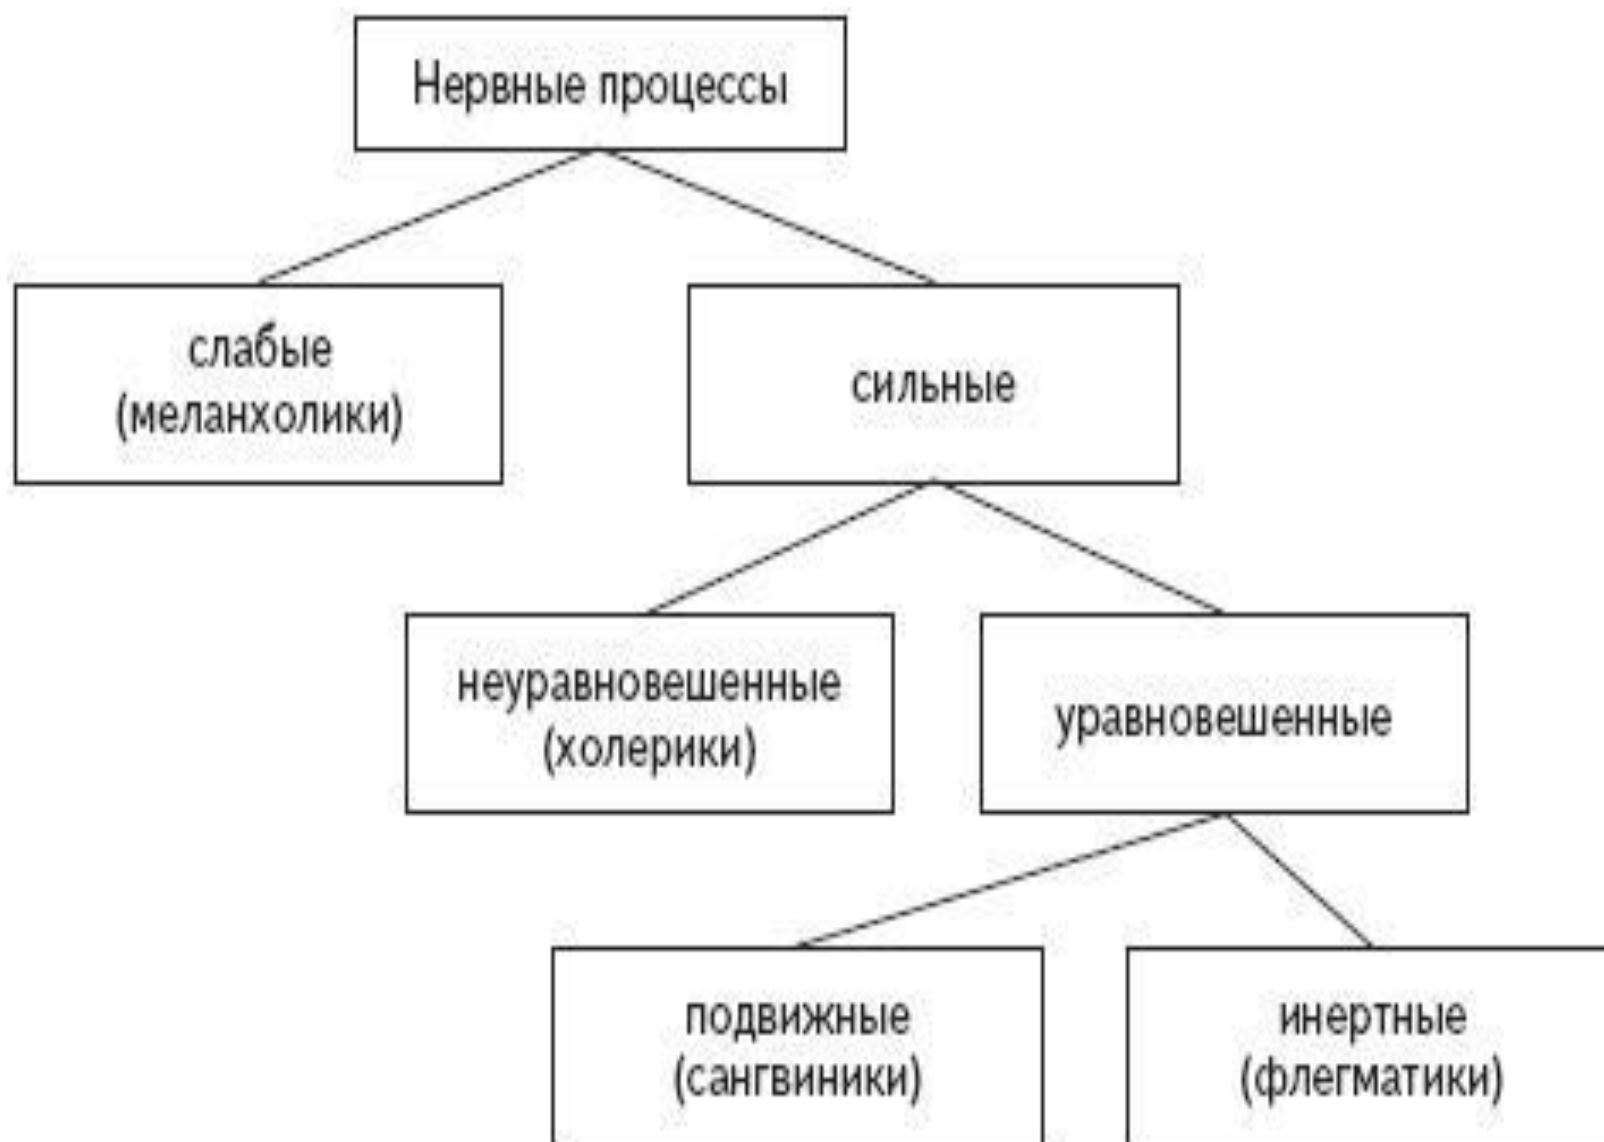 Нервные процессы
слабые
(меланхолики)
сильные
неуравновешенные
(холерики)
уравновешенные
подвижные
(сангвиники)
инертные
(флегматики)